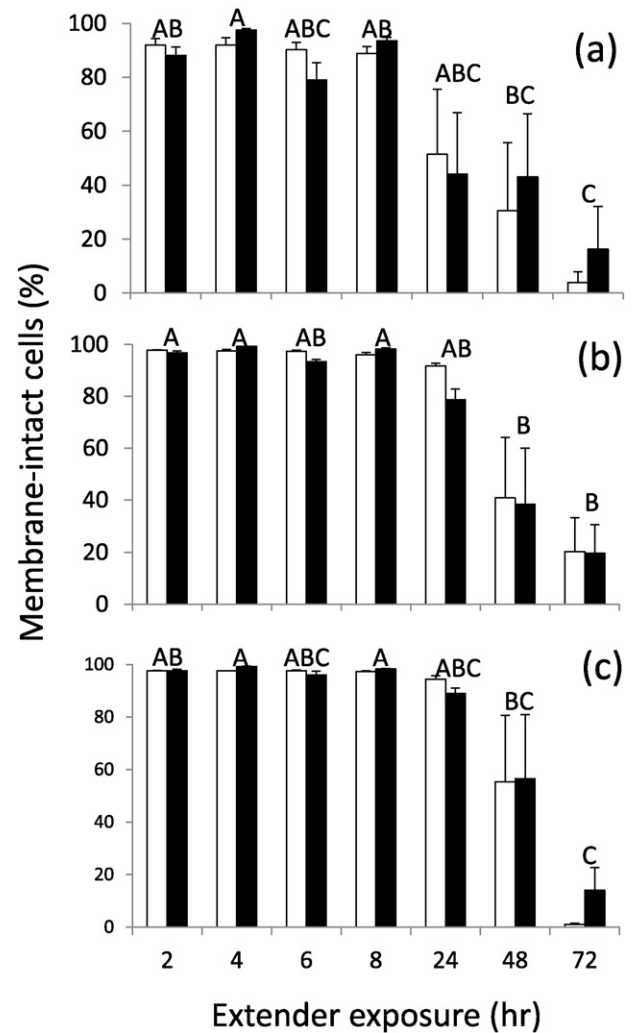 Membrane-intact cells (%)
(a)
100
80
60
40
20
0
AB A ABC AB ABC BC C
(b)
100
80
60
40
20
0
A A AB A AB B B
(c)
100
80
60
40
20
0
AB A ABC A ABC BC C
2 4 6 8 24 48 72
Extender exposure (hr)